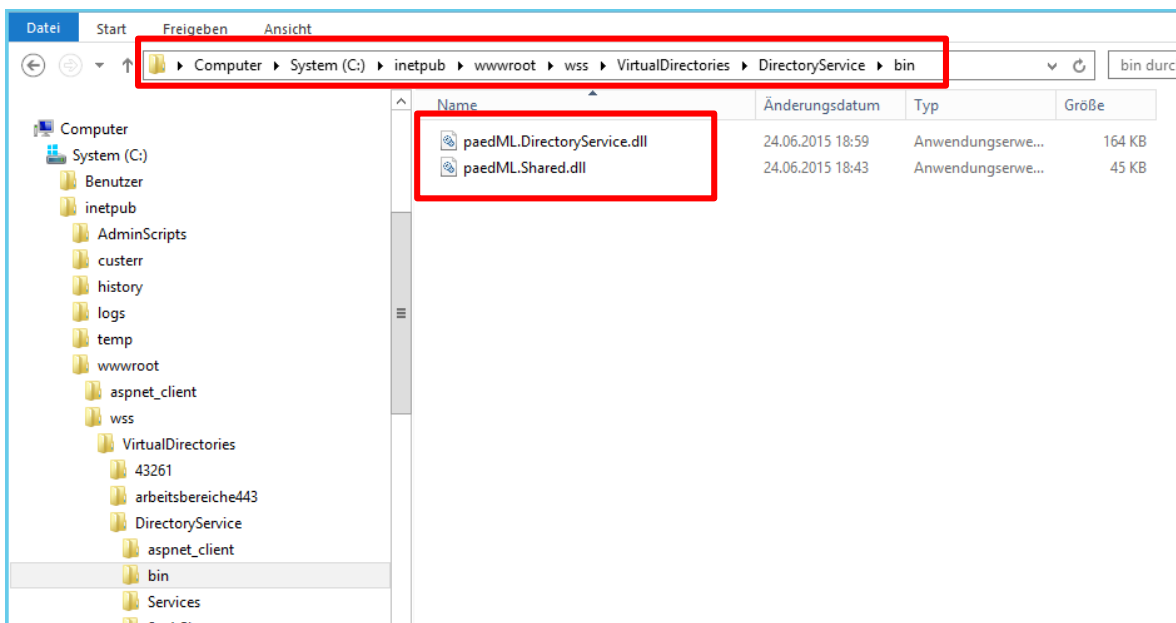 Datei Start Freigeben Ansicht
Computer System (C:) inetpub wwwroot wss VirtualDirectories DirectoryService bin bin durc
Name Änderungsdatum Typ Größe
paedML.DirectoryService.dll 24.06.2015 18:59 Anwendungserwe... 164 KB
paedML.Shared.dll 24.06.2015 18:43 Anwendungserwe... 45 KB
Computer
System (C:)
Benutzer
inetpub
AdminScripts
custerr
history
logs
temp
wwwroot
aspnet_client
wss
VirtualDirectories
43261
arbeitsbereiche443
DirectoryService
aspnet_client
bin
Services